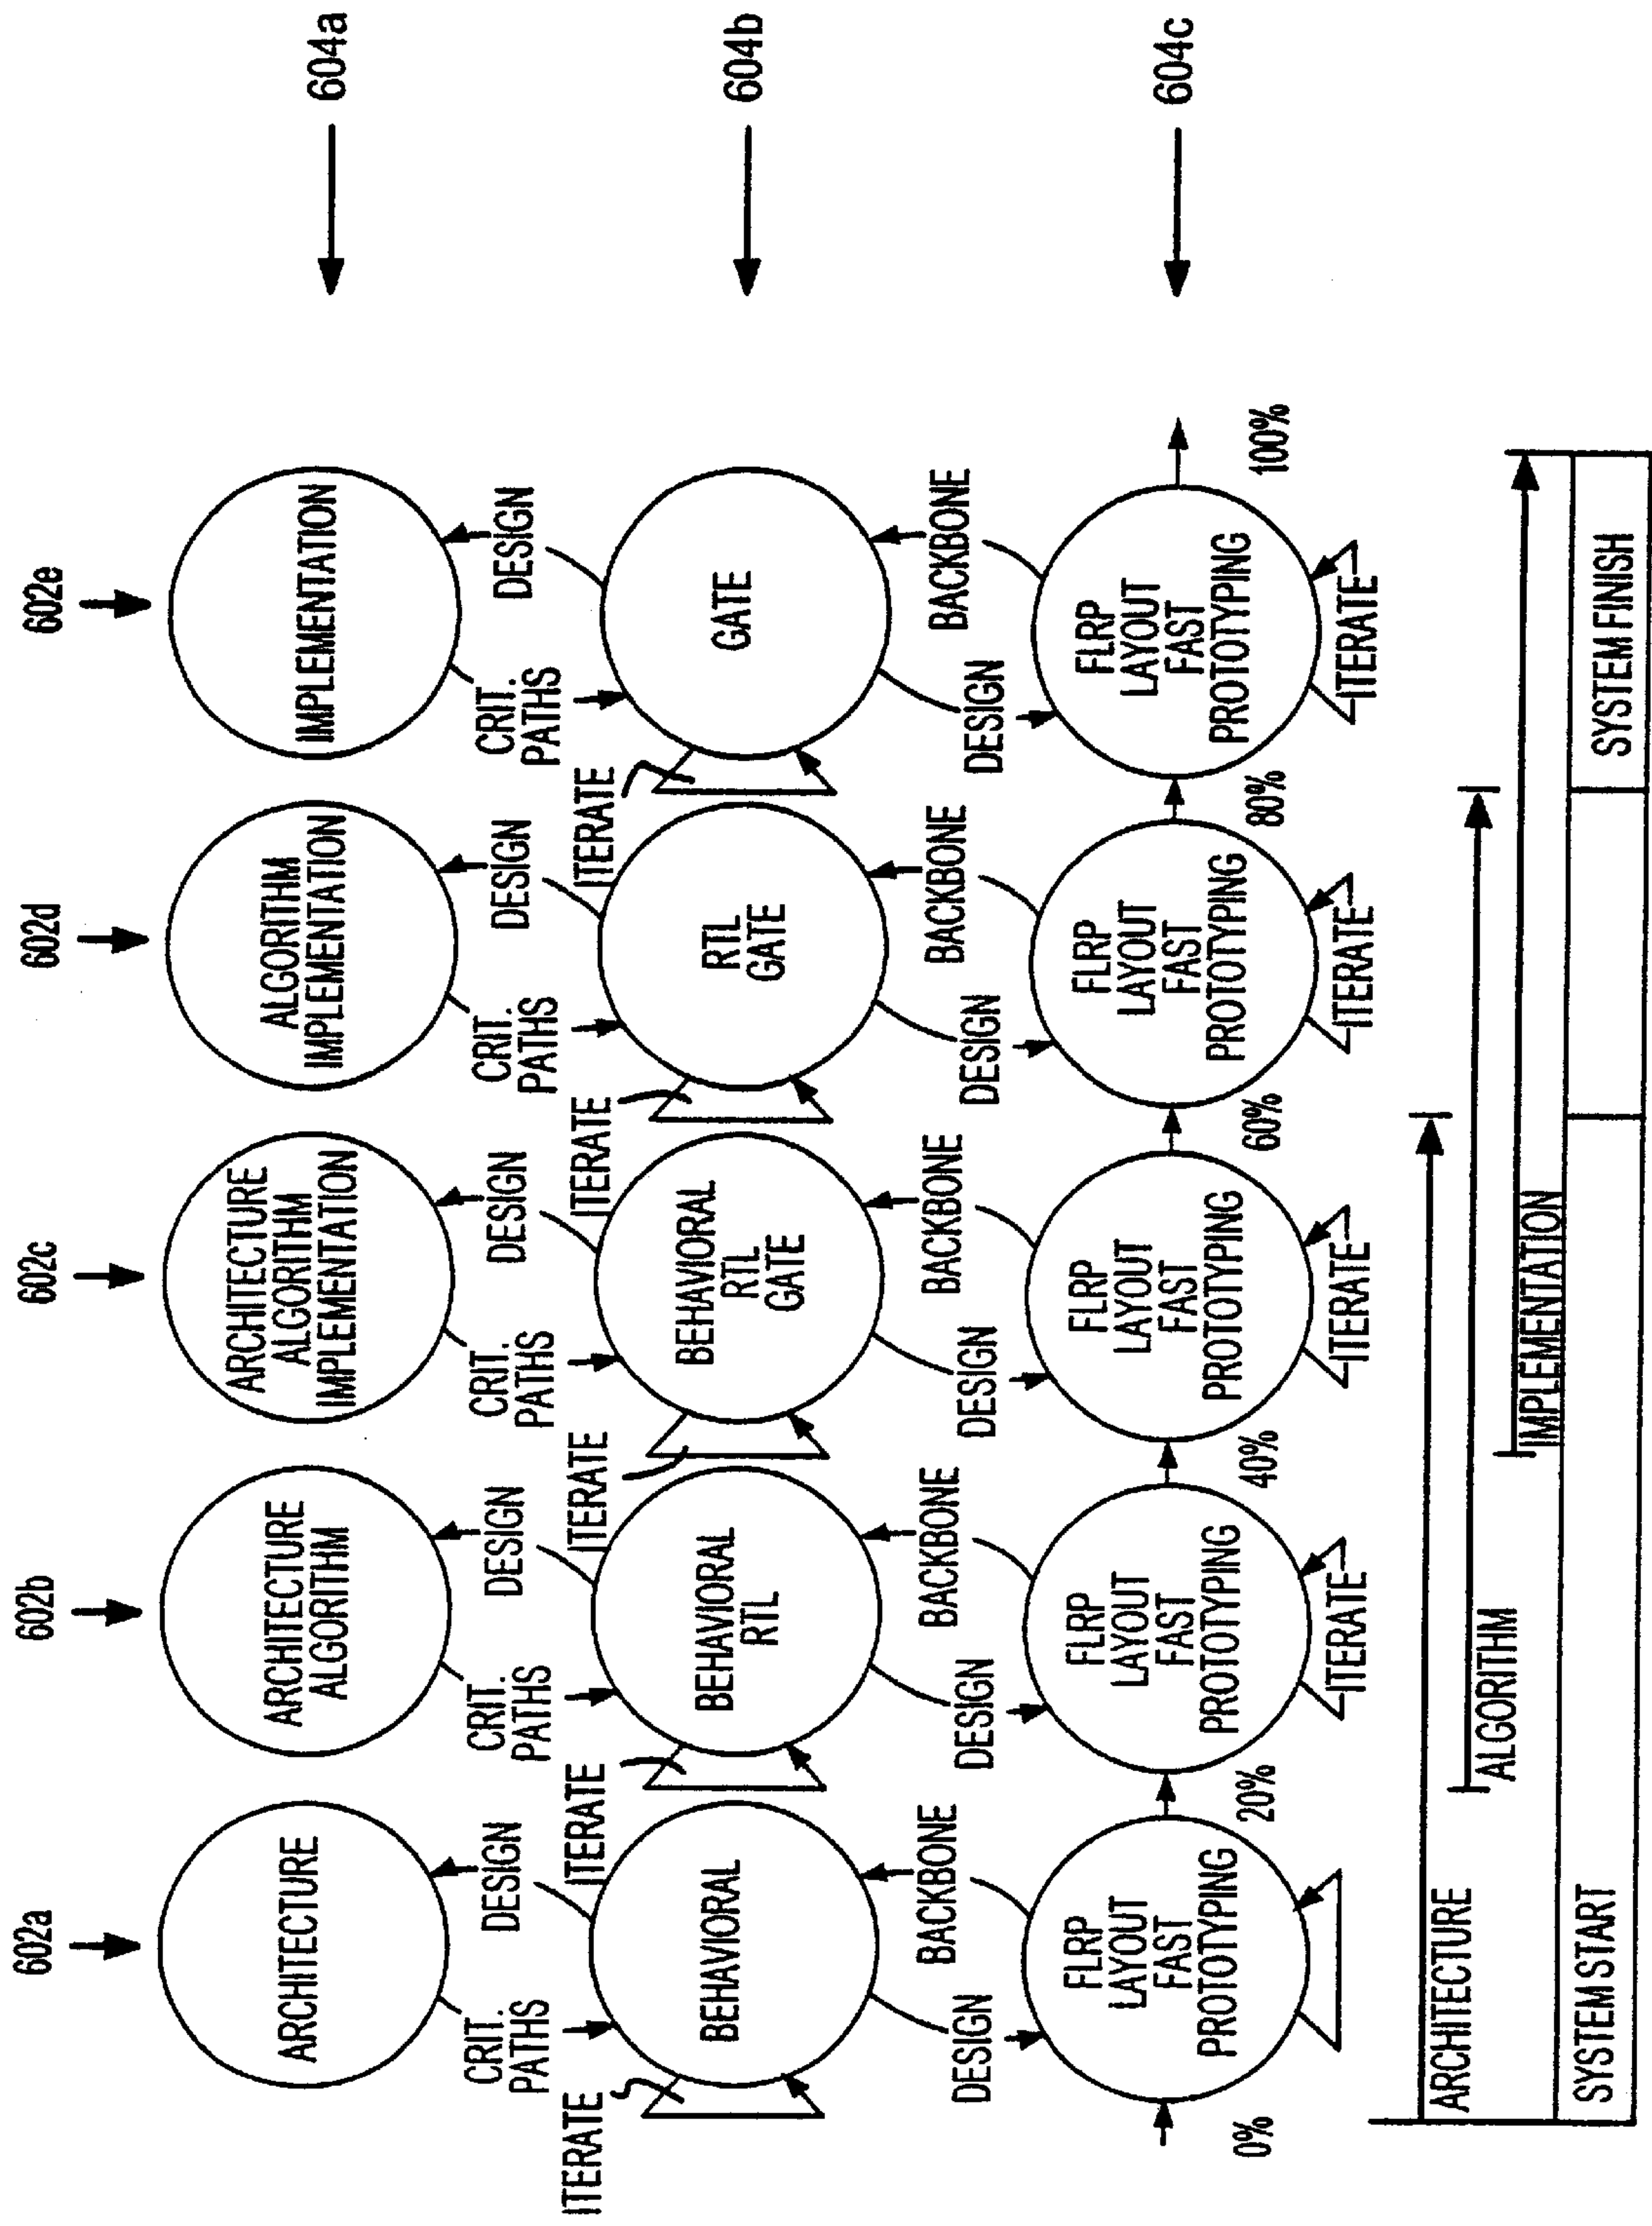 602a
602b
602c
602d
602e
ARCHITECTURE
ARCHITECTURE
ALGORITHM
ARCHITECTURE
ALGORITHM
IMPLEMENTATION
ALGORITHM
IMPLEMENTATION
IMPLEMENTATION
604a
CRIT.
PATHS
DESIGN
CRIT.
PATHS
DESIGN
CRIT.
PATHS
DESIGN
CRIT.
PATHS
DESIGN
CRIT.
PATHS
DESIGN
ITERATE
ITERATE
ITERATE
ITERATE
ITERATE
BEHAVIORAL
BEHAVIORAL
RTL
BEHAVIORAL
RTL
GATE
RTL
GATE
GATE
604b
DESIGN
BACKBONE
DESIGN
BACKBONE
DESIGN
BACKBONE
DESIGN
BACKBONE
DESIGN
BACKBONE
FLRP
LAYOUT
FAST
PROTOTYPING
FLRP
LAYOUT
FAST
PROTOTYPING
FLRP
LAYOUT
FAST
PROTOTYPING
FLRP
LAYOUT
FAST
PROTOTYPING
FLRP
LAYOUT
FAST
PROTOTYPING
604c
0%
20%
40%
60%
80%
100%
ITERATE
ITERATE
ITERATE
ITERATE
ARCHITECTURE
ALGORITHM
IMPLEMENTATION
SYSTEM START
SYSTEM FINISH